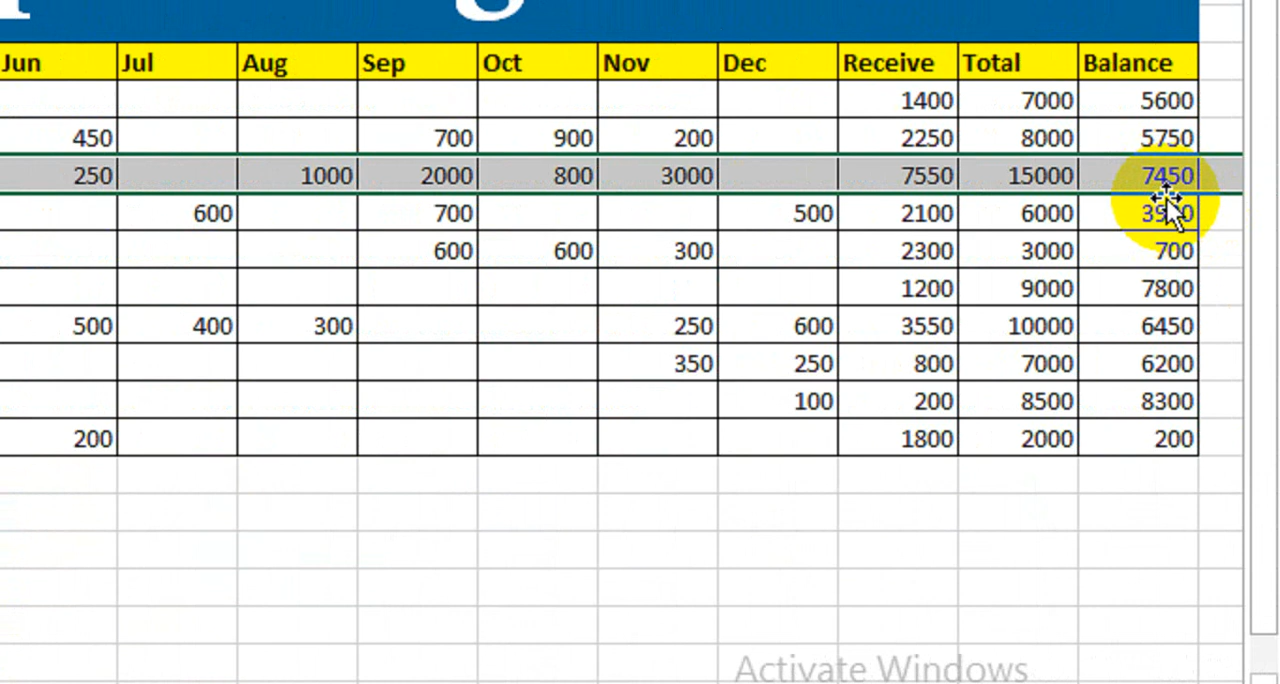 Jun Jul Aug Sep Oct Nov Dec Receive Total Balance
1400 7000 5600
450 700 900 200 2250 8000 5750
250 1000 2000 800 3000 7550 15000 7450
600 700 500 2100 6000
600 600 300 2300 3000 700
1200 9000 7800
500 400 300 250 600 3550 10000 6450
350 250 800 7000 6200
100 200 8500 8300
200 1800 2000 200
Activate Windows